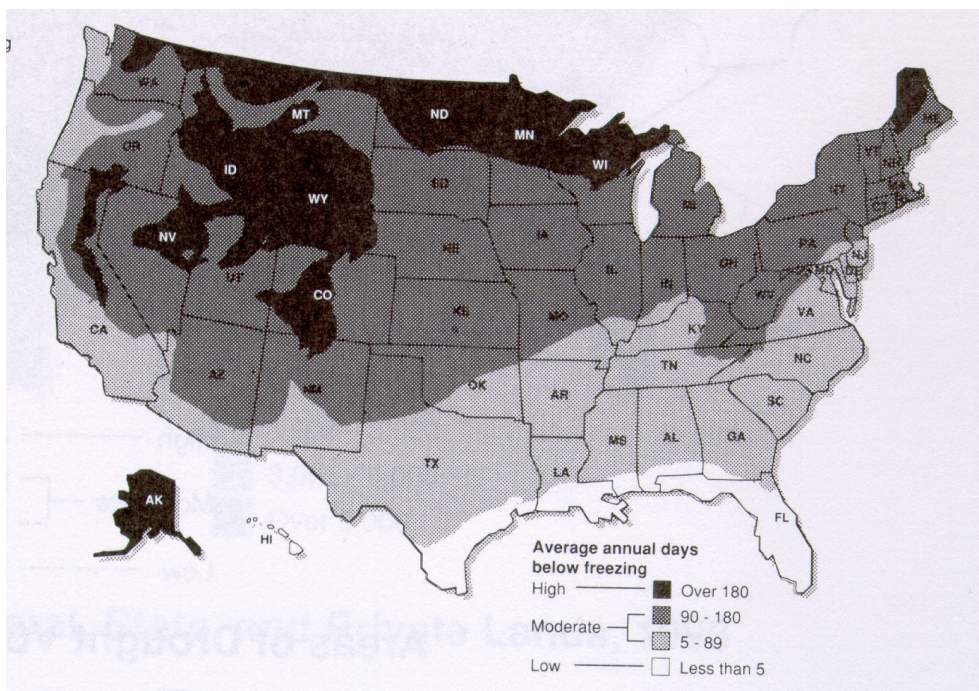 WA
MT
ND
MN
ME
OR
ID
WI
VT
NH
WY
SD
MI
NY
MA
CT
NV
NE
IA
PA
UT
CO
IL
IN
OH
NJ
MD
DE
WV
VA
CA
KS
MO
KY
AZ
NM
OK
TN
NC
AR
SC
TX
MS
AL
GA
LA
AK
HI
FL
Average annual days
below freezing
High Over 180
Moderate 90 - 180
5 - 89
Low Less than 5